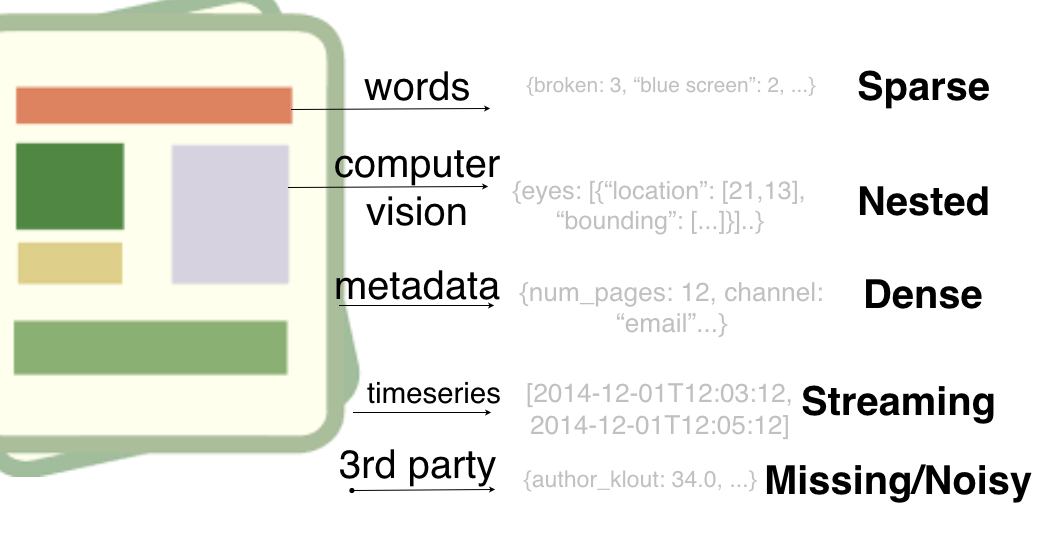 words {broken: 3, “blue screen”: 2, ...} Sparse
computer
vision
{eyes: [{“location”: [21,13],
“bounding”: [...]}]..}
Nested
metadata
{num_pages: 12, channel:
“email”...}
Dense
timeseries
[2014-12-01T12:03:12,
2014-12-01T12:05:12]
Streaming
3rd party {author_klout: 34.0, ...} Missing/Noisy